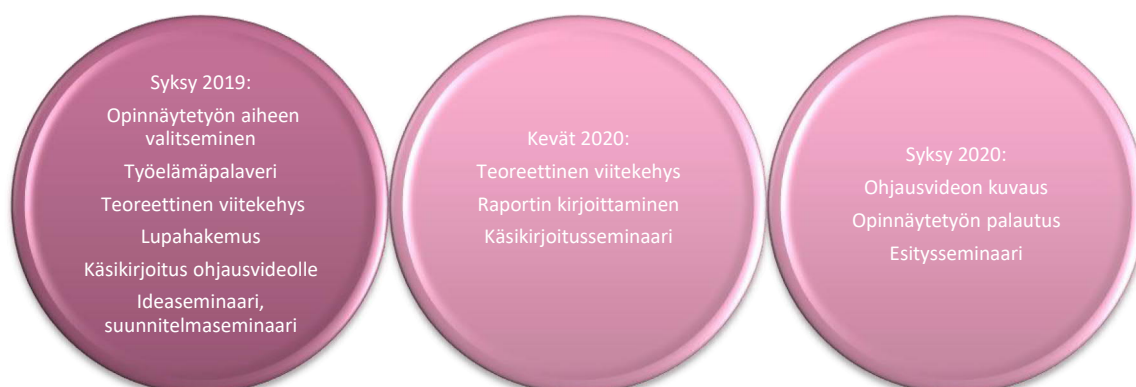 Syksy 2019:
Opinnäytetyön aiheen
valitseminen
Työelämäpalaveri
Teoreettinen viitekehys
Lupahakemus
Käsikirjoitus ohjausvideolle
Ideaseminaari,
suunnitelmaseminaari
Kevät 2020:
Teoreettinen viitekehys
Raportin kirjoittaminen
Käsikirjoitusseminaari
Syksy 2020:
Ohjausvideon kuvaus
Opinnäytetyön palautus
Esitysseminaari